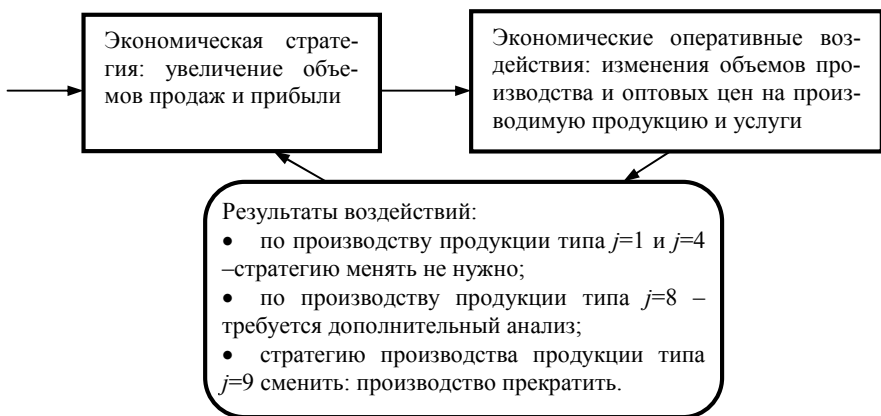 Экономическая страте-
гия: увеличение объе-
мов продаж и прибыли
Экономические оперативные воз-
действия: изменения объемов про-
изводства и оптовых цен на произ-
водимую продукцию и услуги
Результаты воздействий:
• по производству продукции типа j=1 и j=4
–стратегию менять не нужно;
• по производству продукции типа j=8 –
требуется дополнительный анализ;
• стратегию производства продукции типа
j=9 сменить: производство прекратить.